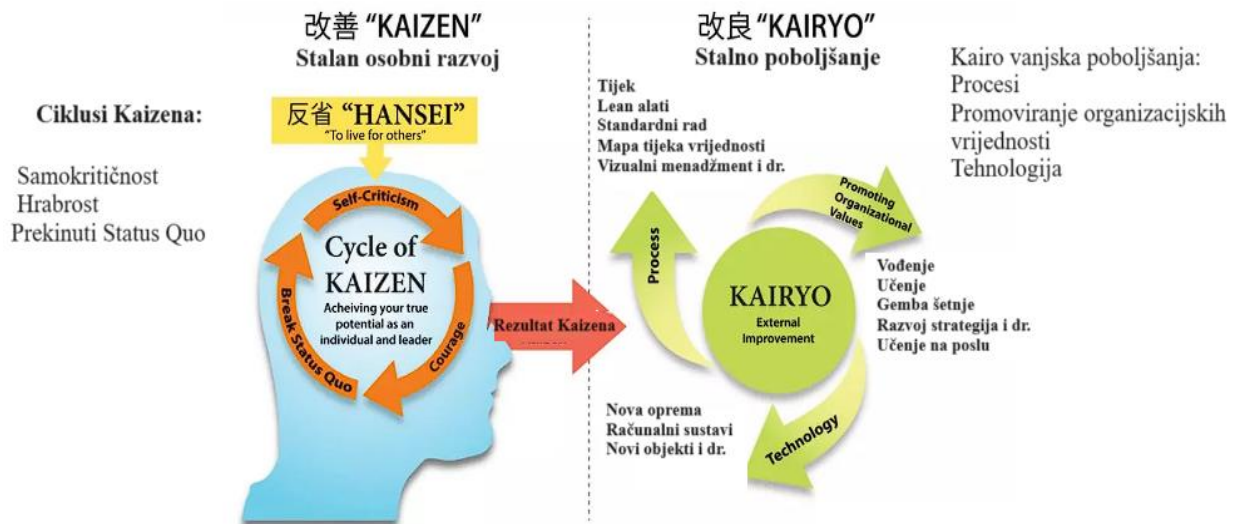 改善 “KAIZEN”
Stalan osobni razvoj
Ciklusi Kaizena:
Samokritičnost
Hrabrost
Prekinuti Status Quo
反省 “HANSEI”
“To live for others”
Self-Criticism
Courage
Break Status Quo
Cycle of
KAIZEN
Acheiving your true
potential as an
individual and leader
Rezultat Kaizena
改良 “KAIRYO”
Stalno poboljšanje
Tijek
Lean alati
Standardni rad
Mapa tijeka vrijednosti
Vizualni menadžment i dr.
Process
Promoting
Organizational
Values
KAIRYO
External
Improvement
Vođenje
Učenje
Gemba šetnje
Razvoj strategija i dr.
Učenje na poslu
Nova oprema
Računalni sustavi
Novi objekti i dr.
Technology
Kairo vanjska poboljšanja:
Procesi
Promoviranje organizacijskih
vrijednosti
Tehnologija